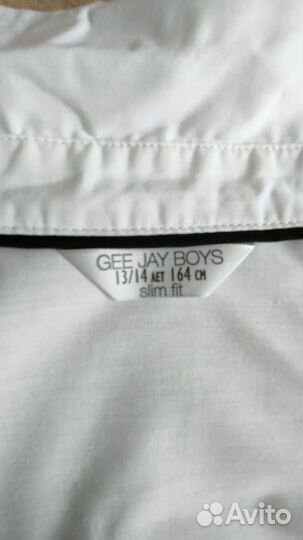 GEE JAY BOYS
13/14 ЛЕТ 164 СМ
slim fit
Avito